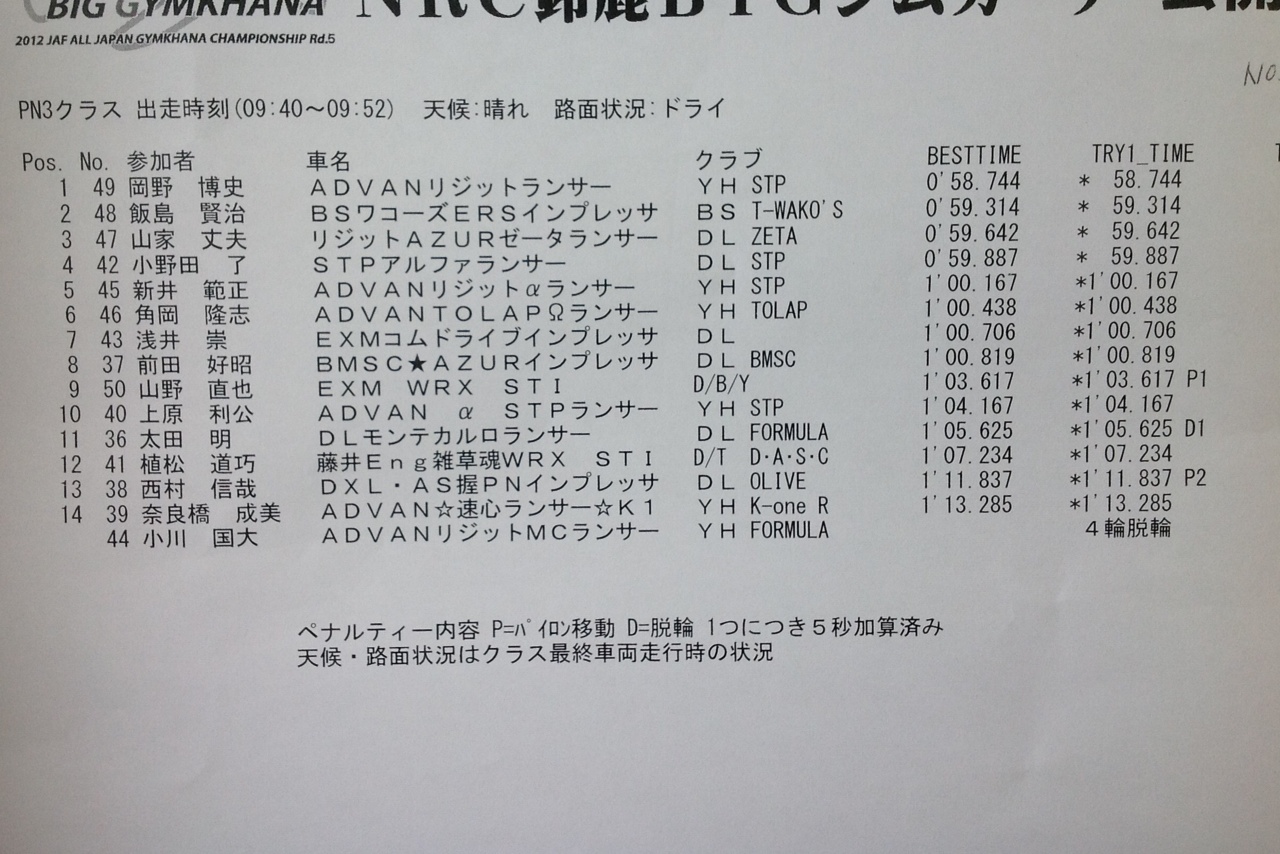 BIG GYMKHANA NRC鈴鹿BIGジムカーナ 公開
2012 JAF ALL JAPAN GYMKHANA CHAMPIONSHIP Rd.5
NO.
PN3クラス 出走時刻(09:40〜09:52) 天候:晴れ 路面状況:ドライ
Pos. No. 参加者 車名 クラブ BESTTIME TRY1_TIME
1 49 岡野 博史 ADVANリジットランサー YH STP 0'58.744 * 58.744
2 48 飯島 賢治 BSワコーズERSインプレッサ BS T-WAKO'S 0'59.314 * 59.314
3 47 山家 丈夫 リジットAZURゼータランサー DL ZETA 0'59.642 * 59.642
4 42 小野田 了 STPアルファランサー DL STP 0'59.887 * 59.887
5 45 新井 範正 ADVANリジットαランサー YH STP 1'00.167 *1'00.167
6 46 角岡 隆志 ADVANTOLAPΩランサー YH TOLAP 1'00.438 *1'00.438
7 43 浅井 崇 EXMコムドライブインプレッサ DL 1'00.706 *1'00.706
8 37 前田 好昭 BMSC★AZURインプレッサ DL BMSC 1'00.819 *1'00.819
9 50 山野 直也 EXM WRX STI D/B/Y 1'03.617 *1'03.617 P1
10 40 上原 利公 ADVAN α STPランサー YH STP 1'04.167 *1'04.167
11 36 太田 明 DLモンテカルロランサー DL FORMULA 1'05.625 *1'05.625 D1
12 41 植松 道巧 藤井Eng雑草魂WRX STI D/T D・A・S・C 1'07.234 *1'07.234
13 38 西村 信哉 DXL・AS握PNインプレッサ DL OLIVE 1'11.837 *1'11.837 P2
14 39 奈良橋 成美 ADVAN☆速心ランサー☆K1 YH K-one R 1'13.285 *1'13.285
44 小川 国大 ADVANリジットMCランサー YH FORMULA 4輪脱輪
ペナルティー内容 P=パイロン移動 D=脱輪 1つにつき5秒加算済み
天候・路面状況はクラス最終車両走行時の状況